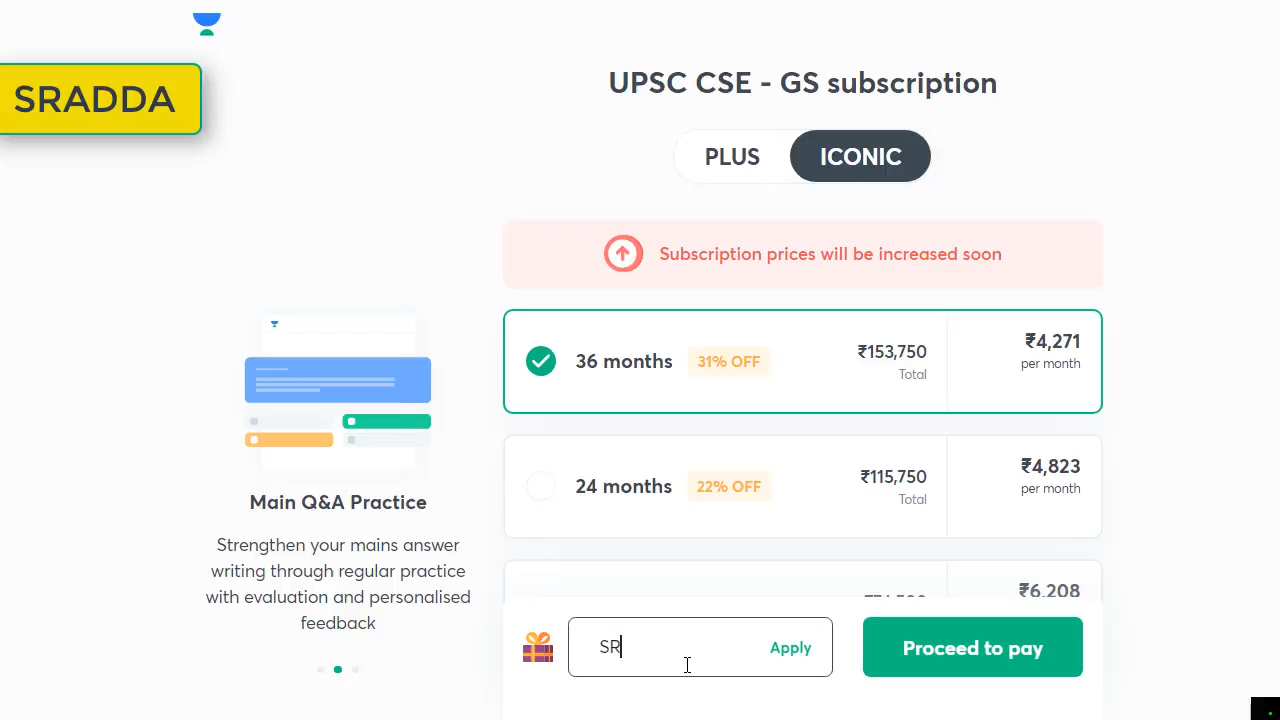 SRADDA
UPSC CSE - GS subscription
PLUS
ICONIC
Subscription prices will be increased soon
36 months
31% OFF
₹153,750
Total
₹4,271
per month
24 months
22% OFF
₹115,750
Total
₹4,823
per month
₹6,208
Main Q&A Practice
Strengthen your mains answer
writing through regular practice
with evaluation and personalised
feedback
SR
Apply
Proceed to pay